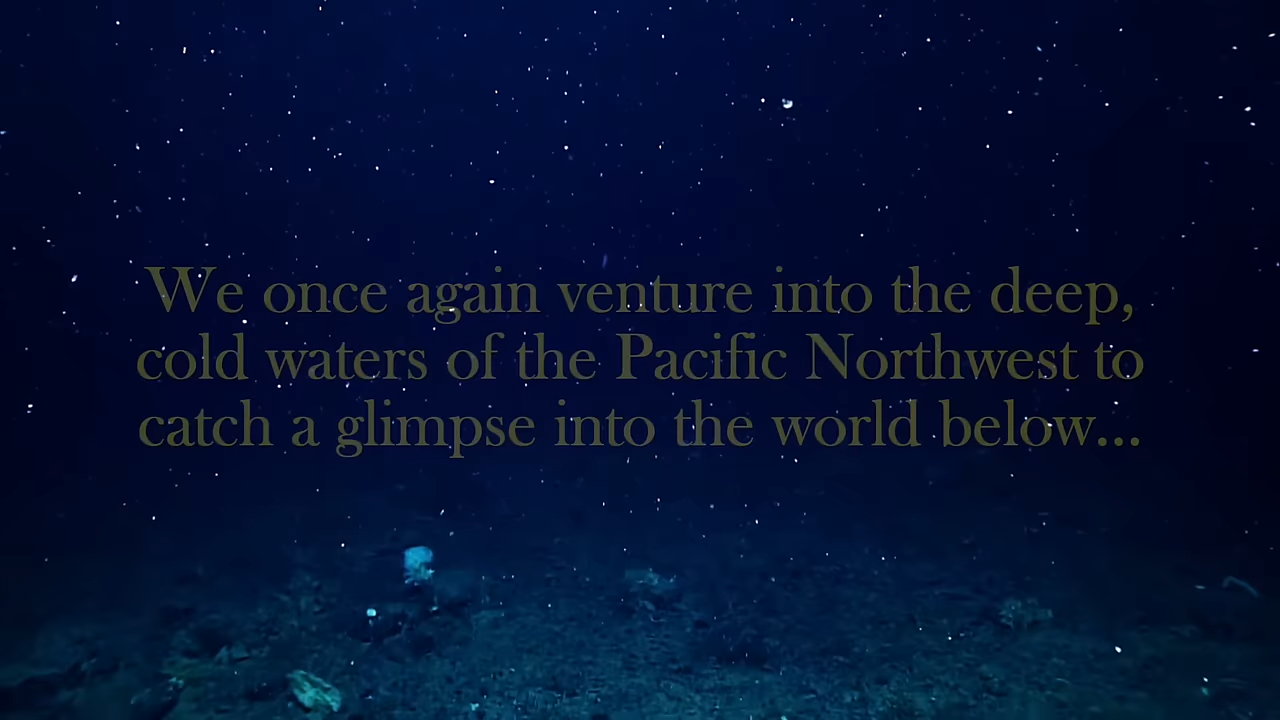 We once again venture into the deep,
cold waters of the Pacific Northwest to
catch a glimpse into the world below...